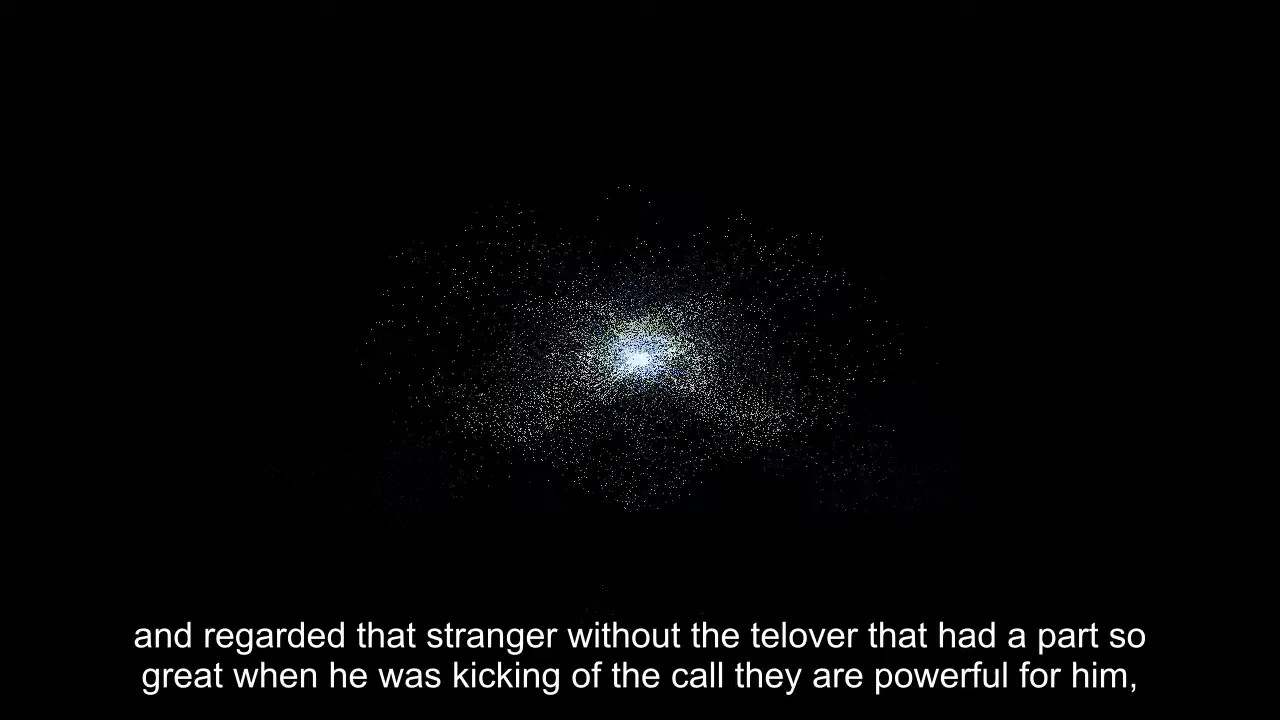 and regarded that stranger without the telover that had a part so
great when he was kicking of the call they are powerful for him,